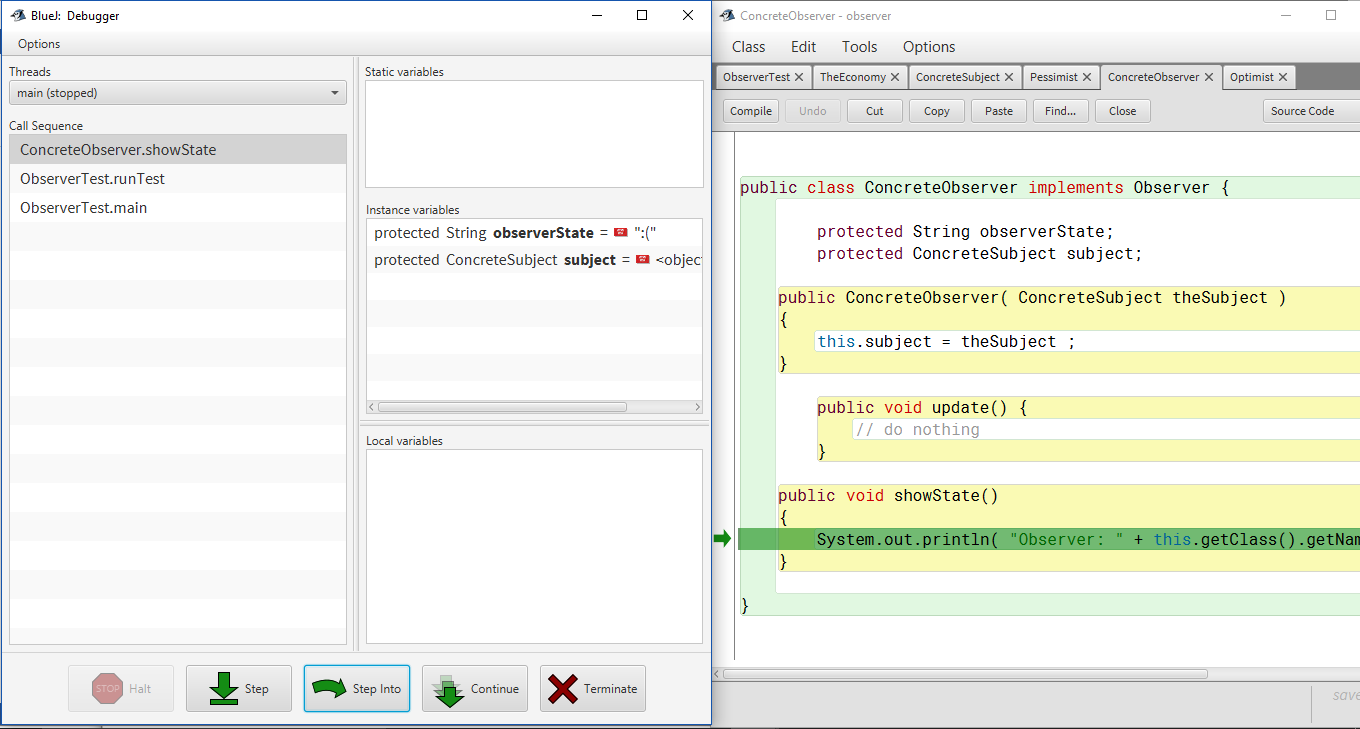 BlueJ: Debugger
Options
Threads
main (stopped)
Call Sequence
ConcreteObserver.showState
ObserverTest.runTest
ObserverTest.main
Static variables
Instance variables
protected String observerState = ":("
protected ConcreteSubject subject = <objec
Local variables
STOP Halt
Step
Step Into
Continue
Terminate
ConcreteObserver - observer
Class Edit Tools Options
ObserverTest TheEconomy ConcreteSubject Pessimist ConcreteObserver Optimist
Compile Undo Cut Copy Paste Find... Close Source Code
public class ConcreteObserver implements Observer {
protected String observerState;
protected ConcreteSubject subject;
public ConcreteObserver( ConcreteSubject theSubject )
{
this.subject = theSubject ;
}
public void update() {
// do nothing
}
public void showState()
{
System.out.println( "Observer: " + this.getClass().getNam
}
}
save